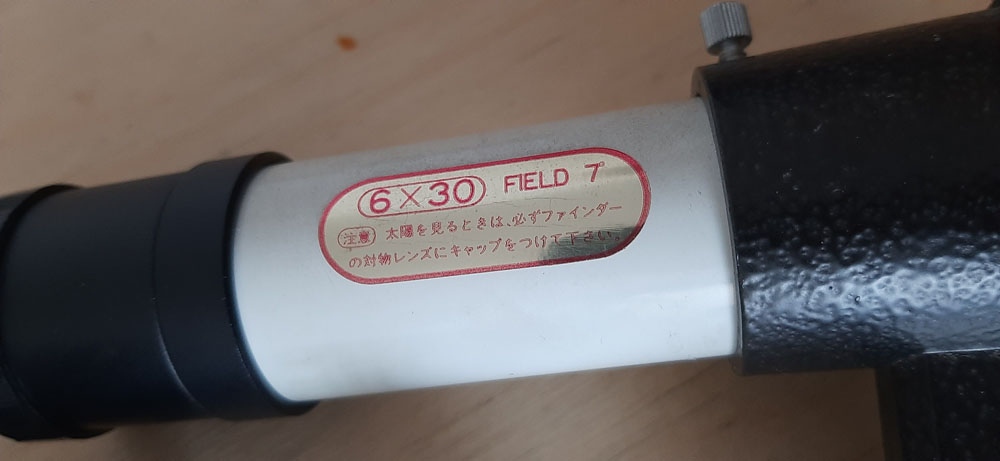 6×30 FIELD 7°
注意 太陽を見るときは、必ずファインダー
の対物レンズにキャップをつけて下さい